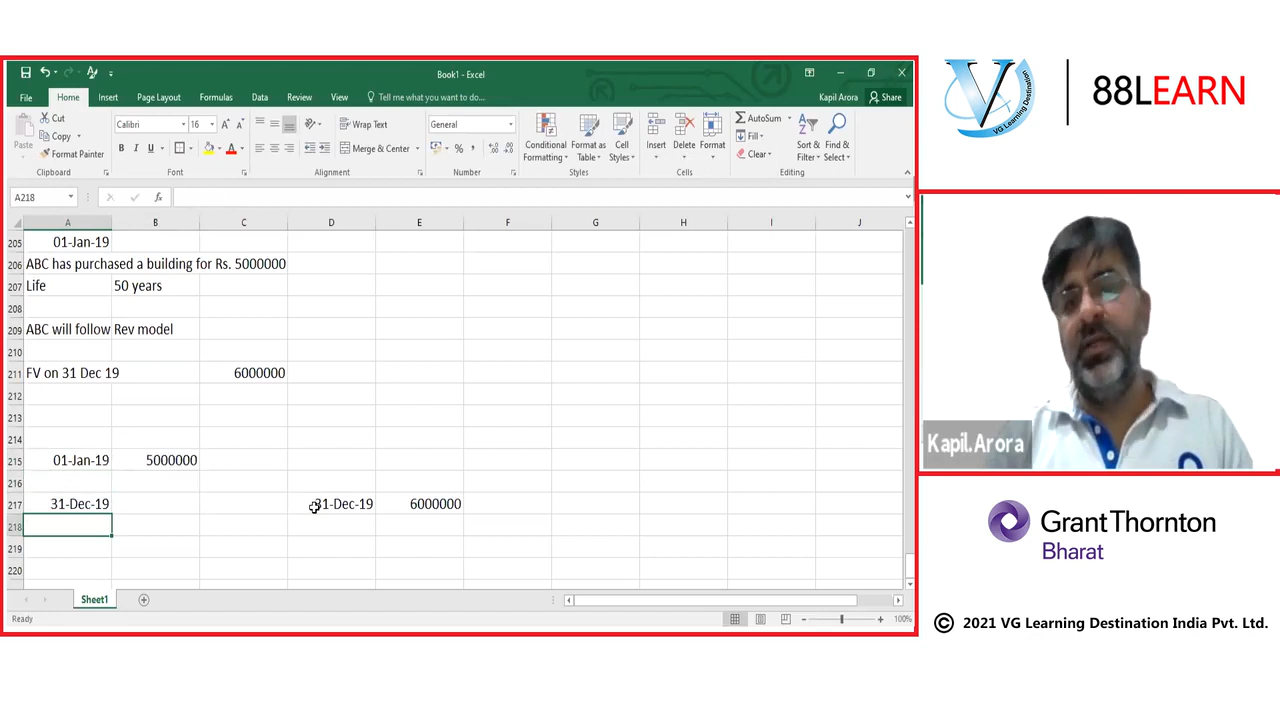 Book1 - Excel
File Home Insert Page Layout Formulas Data Review View Tell me what you want to do... Kapil Arora Share
Paste
Cut
Copy
Format Painter
Clipboard
Calibri 16
B I U
A A
Font
Wrap Text
Merge & Center
Alignment
General
% ,
Number
Conditional Formatting
Format as Table
Cell Styles
Styles
Insert Delete Format
Cells
AutoSum
Fill
Clear
Sort & Filter
Find & Select
Editing
A218 fx
A B C D E F G H I J
205 01-Jan-19
206 ABC has purchased a building for Rs. 5000000
207 Life 50 years
208
209 ABC will follow Rev model
210
211 FV on 31 Dec 19 6000000
212
213
214
215 01-Jan-19 5000000
216
217 31-Dec-19 31-Dec-19 6000000
218
219
220
Sheet1
Ready 100%
V
VG Learning Destination
88LEARN
Kapil.Arora
Grant Thornton
Bharat
© 2021 VG Learning Destination India Pvt. Ltd.